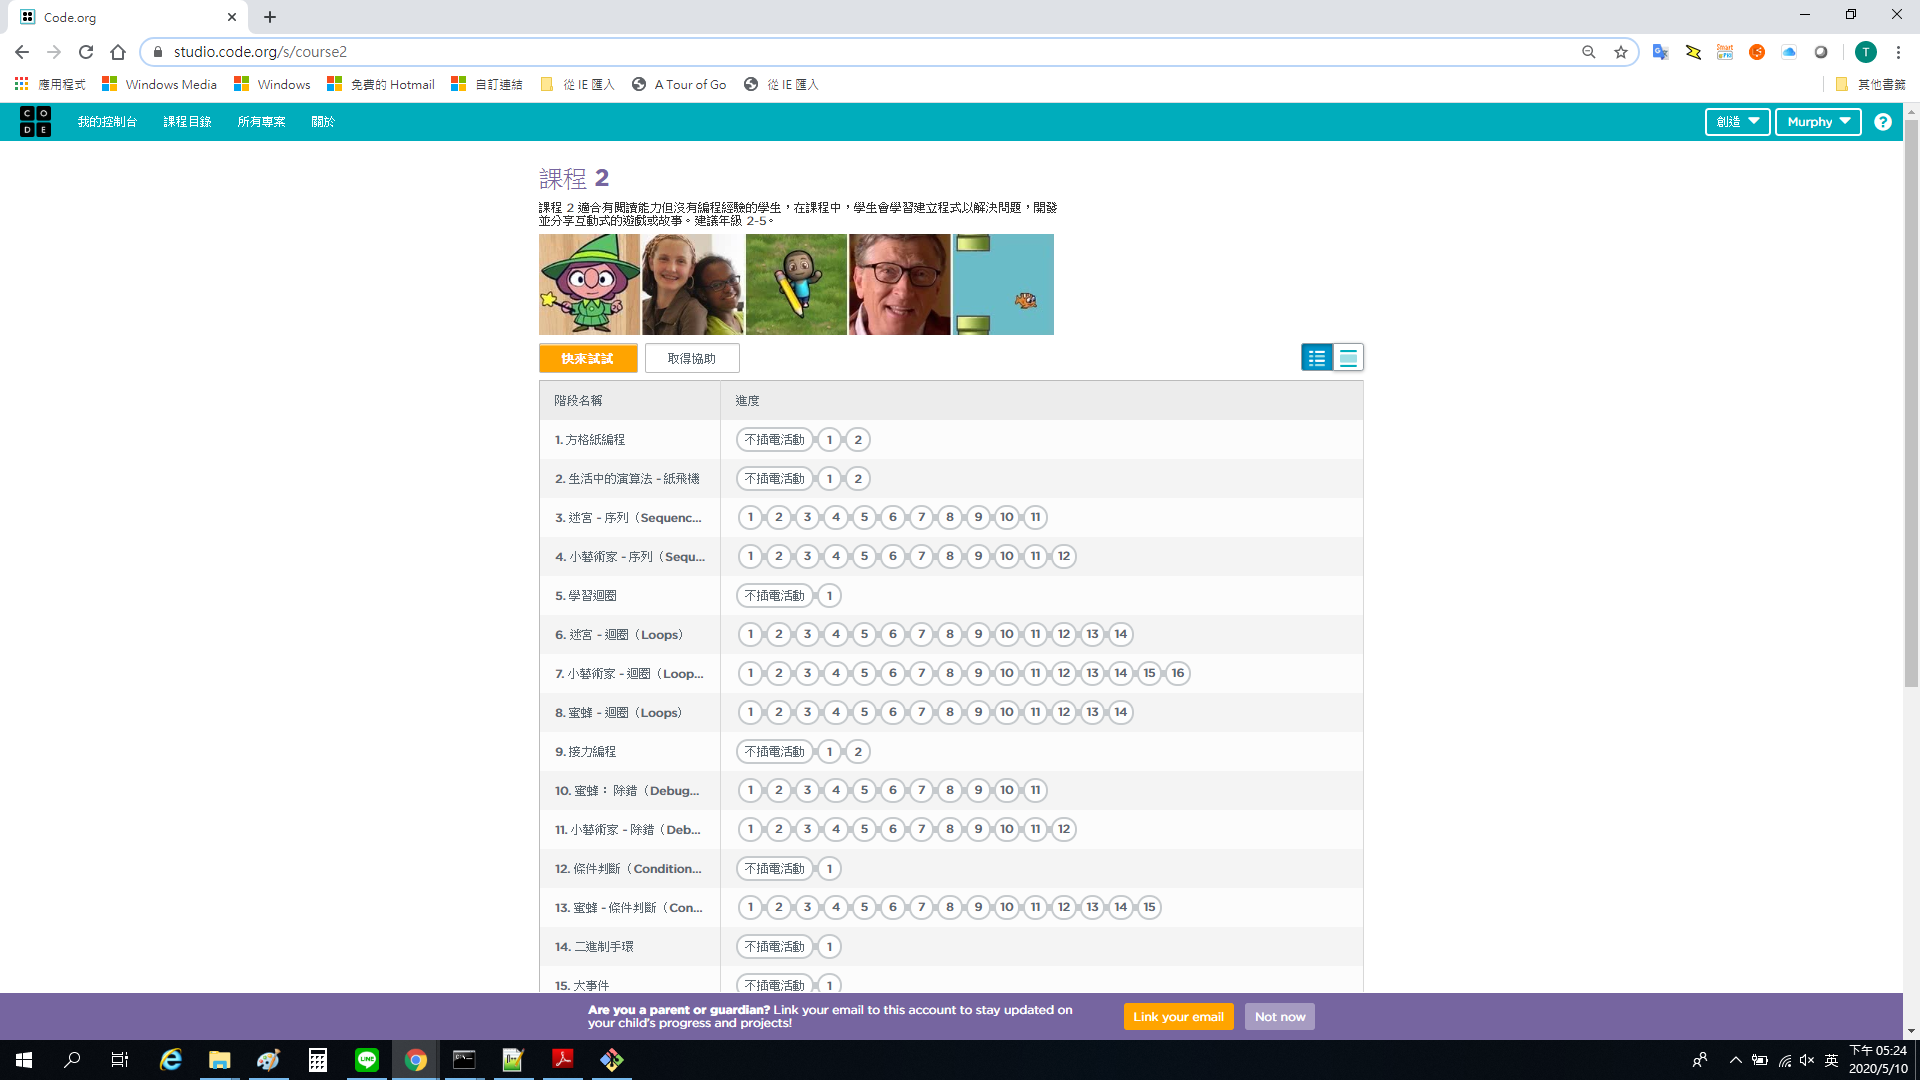 Code.org
studio.code.org/s/course2
應用程式 Windows Media Windows 免費的 Hotmail 自訂連結 從 IE 匯入 A Tour of Go 從 IE 匯入 其他書籤
CODE 我的控制台 課程目錄 所有專案 關於 創造 Murphy ?
課程 2
課程 2 適合有閱讀能力但沒有編程經驗的學生，在課程中，學生會學習建立程式以解決問題，開發
並分享互動式的遊戲或故事。建議年級 2-5。
快來試試 取得協助
階段名稱 進度
1. 方格紙編程 不插電活動 1 2
2. 生活中的演算法 - 紙飛機 不插電活動 1 2
3. 迷宮 - 序列（Sequenc... 1 2 3 4 5 6 7 8 9 10 11
4. 小藝術家 - 序列（Sequ... 1 2 3 4 5 6 7 8 9 10 11 12
5. 學習迴圈 不插電活動 1
6. 迷宮 - 迴圈（Loops） 1 2 3 4 5 6 7 8 9 10 11 12 13 14
7. 小藝術家 - 迴圈（Loop... 1 2 3 4 5 6 7 8 9 10 11 12 13 14 15 16
8. 蜜蜂 - 迴圈（Loops） 1 2 3 4 5 6 7 8 9 10 11 12 13 14
9. 接力編程 不插電活動 1 2
10. 蜜蜂： 除錯（Debug... 1 2 3 4 5 6 7 8 9 10 11
11. 小藝術家 - 除錯（Deb... 1 2 3 4 5 6 7 8 9 10 11 12
12. 條件判斷（Condition... 不插電活動 1
13. 蜜蜂 - 條件判斷（Con... 1 2 3 4 5 6 7 8 9 10 11 12 13 14 15
14. 二進制手環 不插電活動 1
15. 大事件 不插電活動 1
Are you a parent or guardian? Link your email to this account to stay updated on
your child's progress and projects!
Link your email Not now
英 下午 05:24
2020/5/10